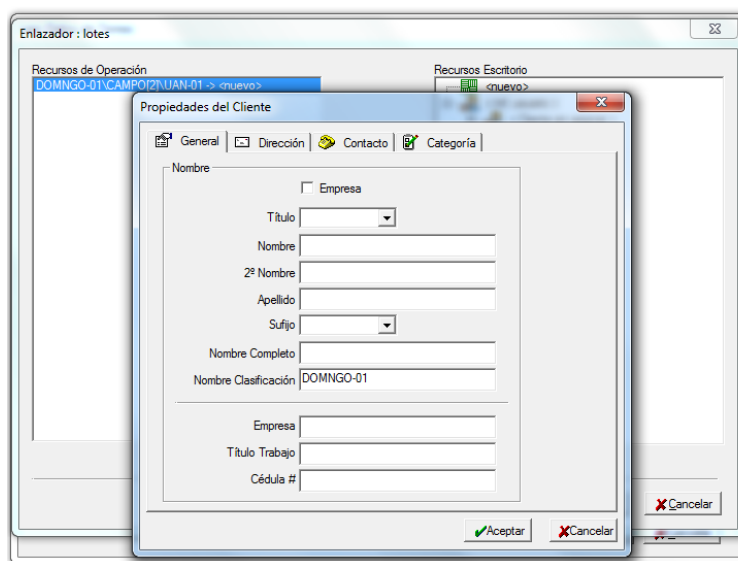 Enlazador : lotes
Recursos de Operación
Recursos Escritorio
DOMNGO-01\CAMPO[2]\UAN-01 -> <nuevo>
<nuevo>
Propiedades del Cliente
General
Dirección
Contacto
Categoría
Nombre
Empresa
Título
Nombre
2º Nombre
Apellido
Sufijo
Nombre Completo
Nombre Clasificación DOMNGO-01
Empresa
Título Trabajo
Cédula #
Cancelar
Aceptar
Cancelar